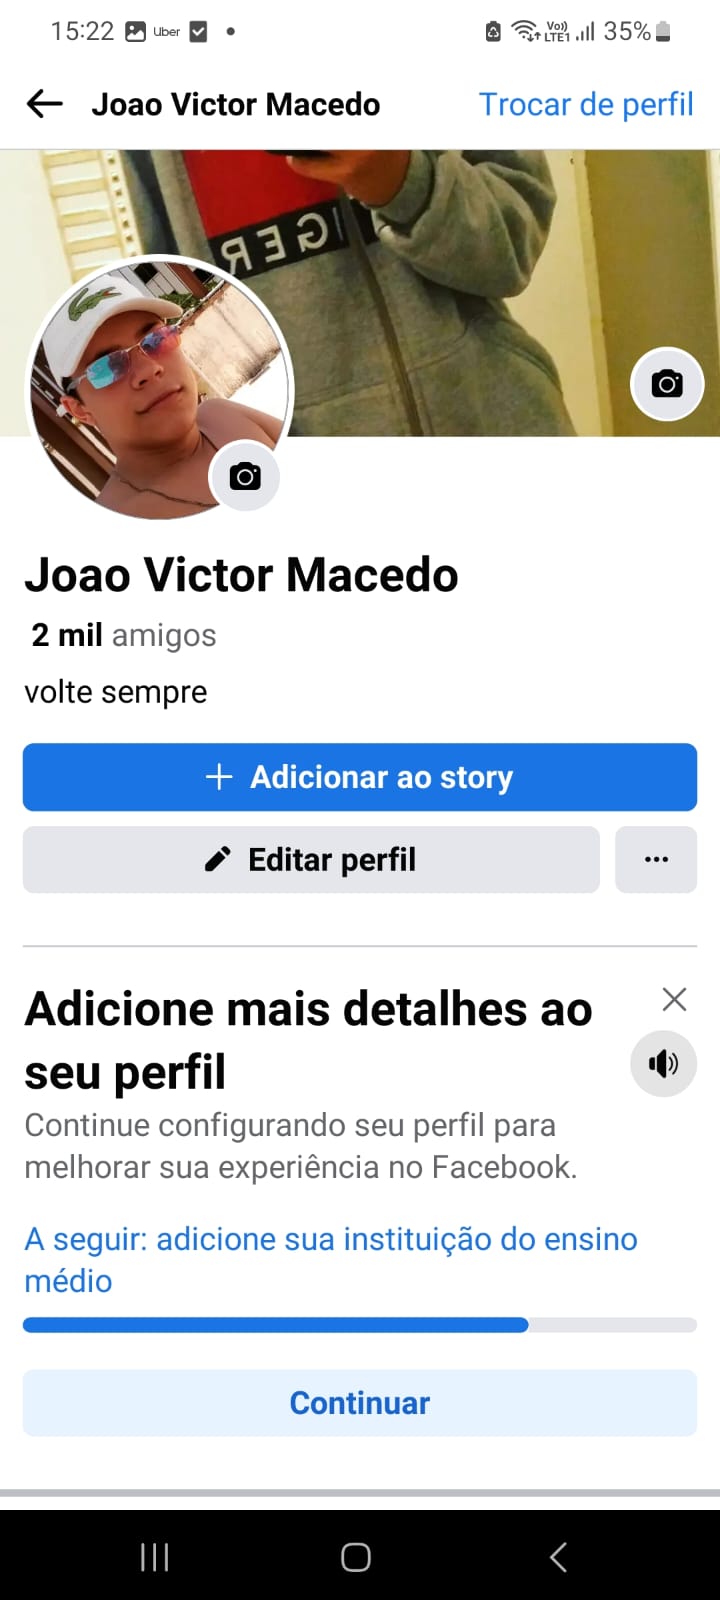 15:22 Uber Vo)) LTE1 35%
Joao Victor Macedo Trocar de perfil
IGER
Joao Victor Macedo
2 mil amigos
volte sempre
+ Adicionar ao story
Editar perfil ...
Adicione mais detalhes ao
seu perfil
Continue configurando seu perfil para
melhorar sua experiência no Facebook.
A seguir: adicione sua instituição do ensino
médio
Continuar